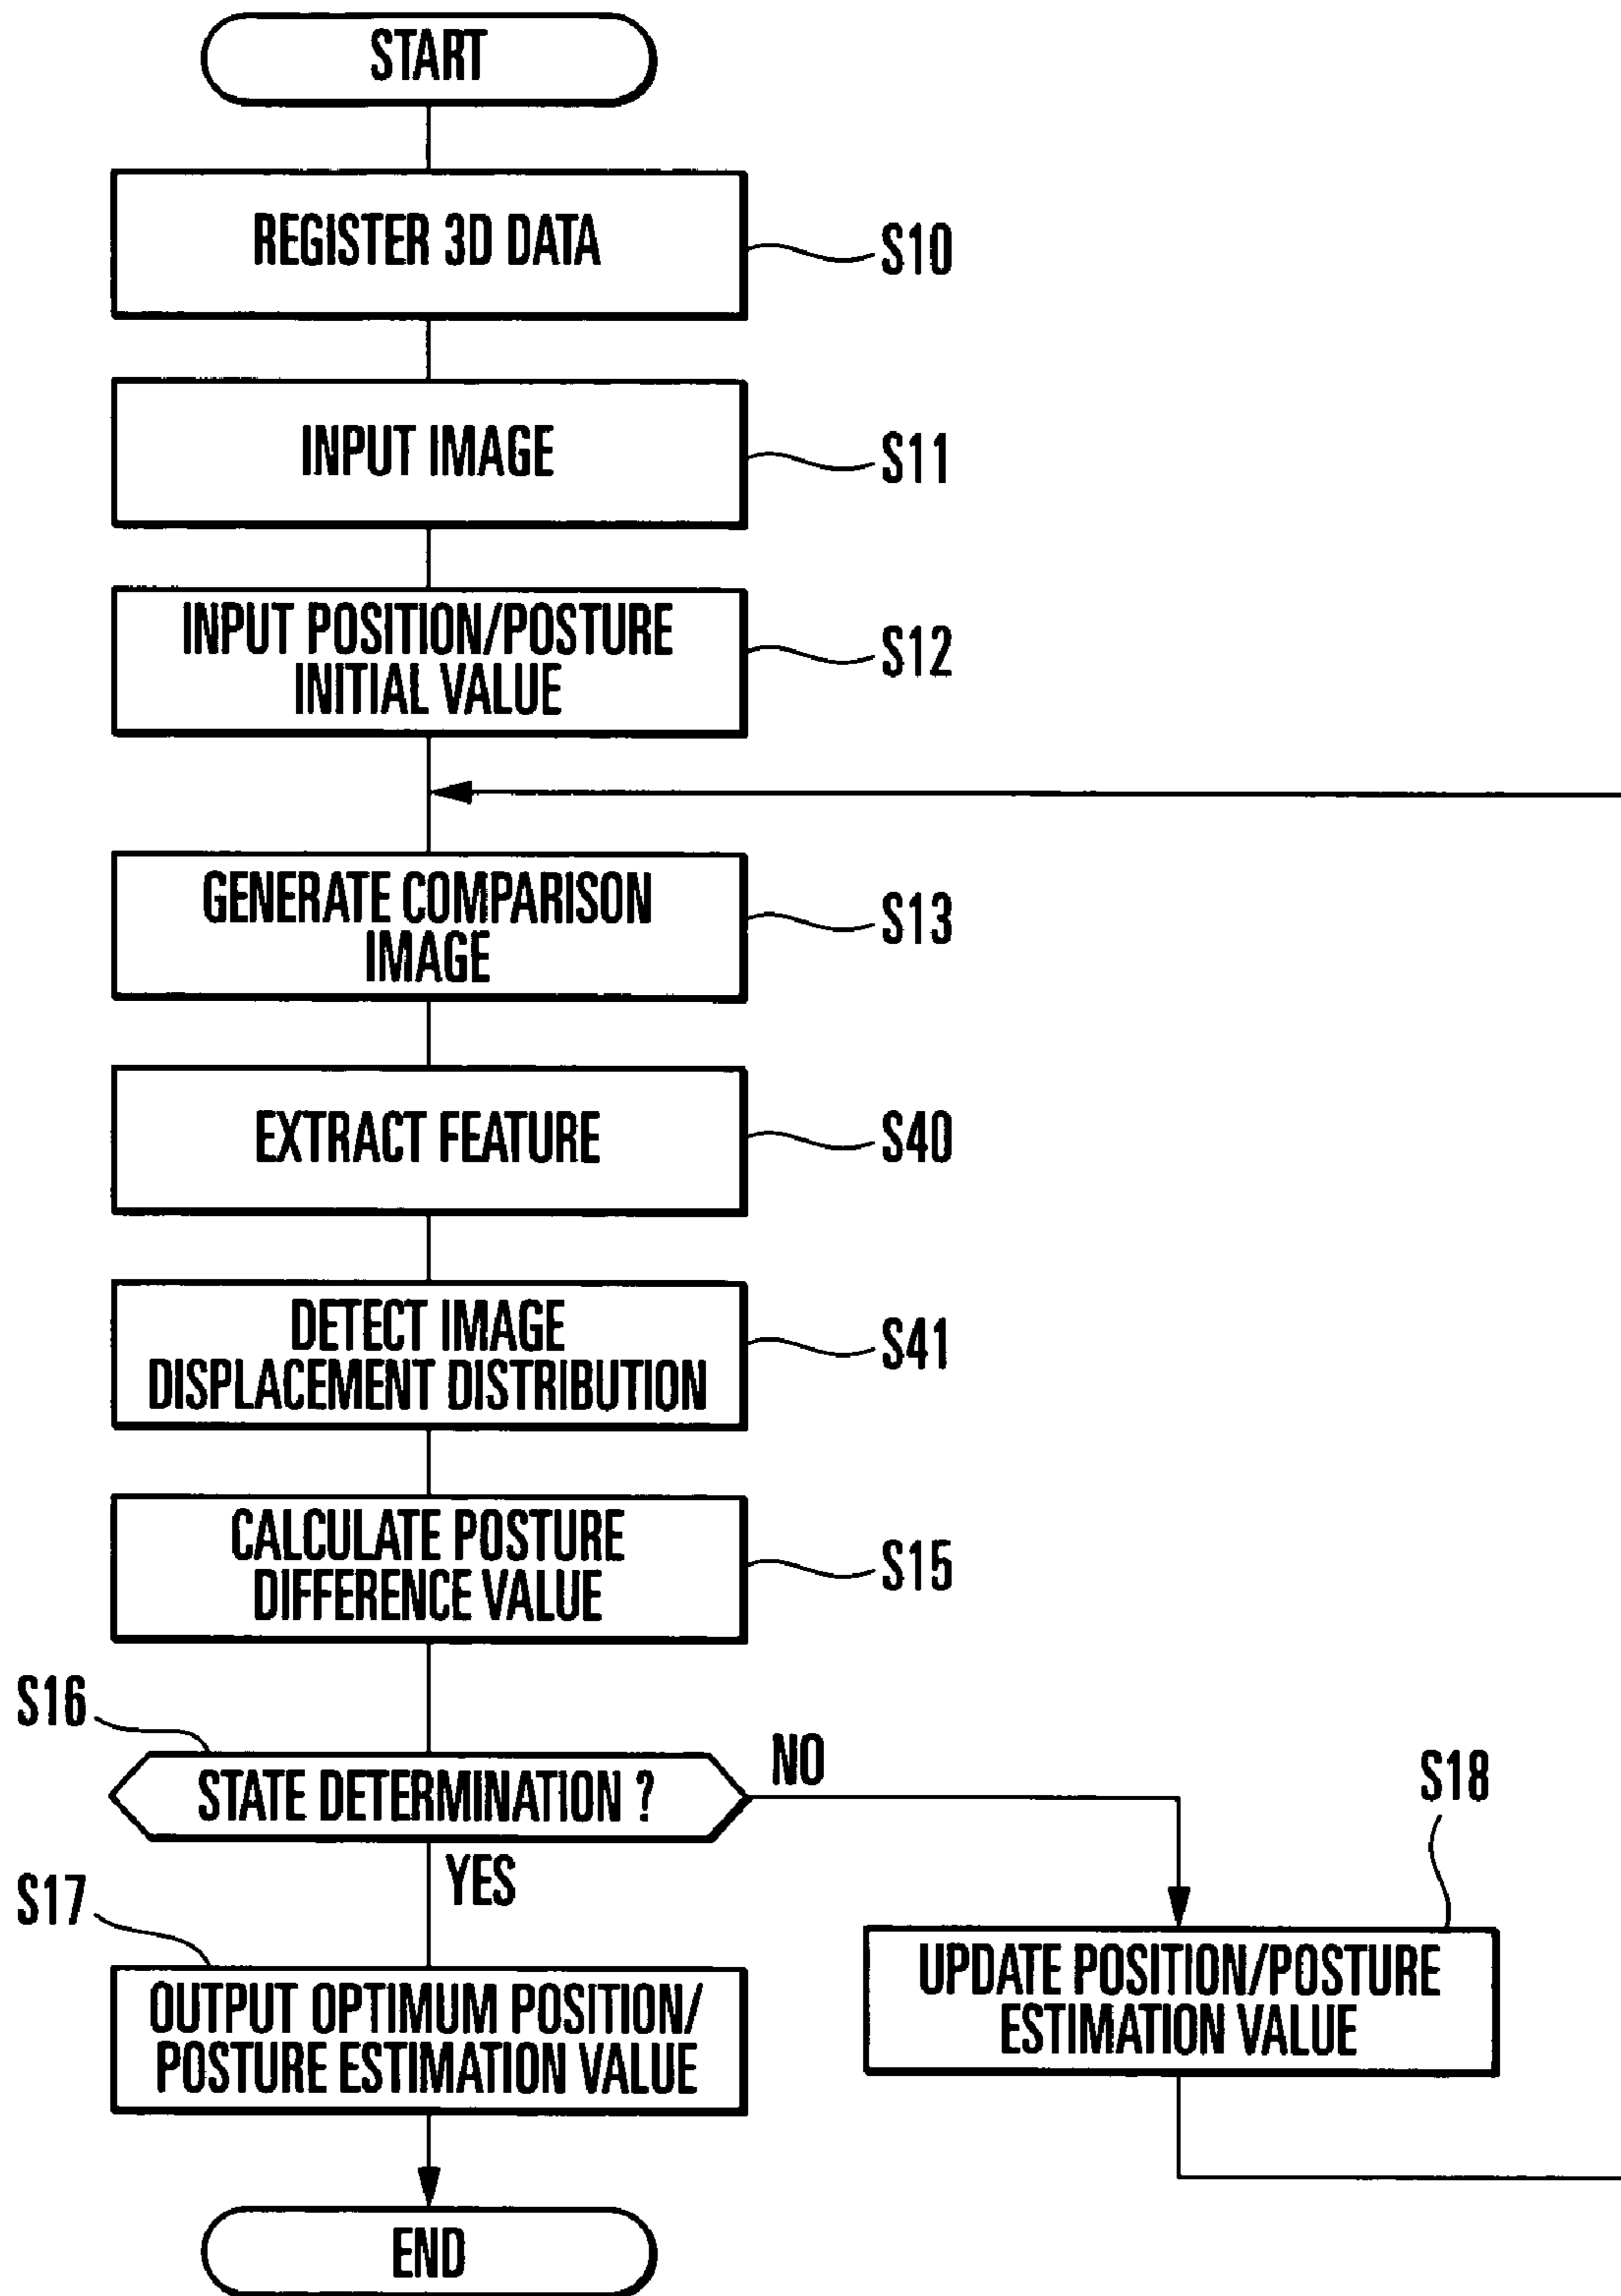 START
REGISTER 3D DATA
S10
INPUT IMAGE
S11
INPUT POSITION/POSTURE
INITIAL VALUE
S12
GENERATE COMPARISON
IMAGE
S13
EXTRACT FEATURE
S40
DETECT IMAGE
DISPLACEMENT DISTRIBUTION
S41
CALCULATE POSTURE
DIFFERENCE VALUE
S15
S16
STATE DETERMINATION ?
NO
YES
S18
UPDATE POSITION/POSTURE
ESTIMATION VALUE
S17
OUTPUT OPTIMUM POSITION/
POSTURE ESTIMATION VALUE
END